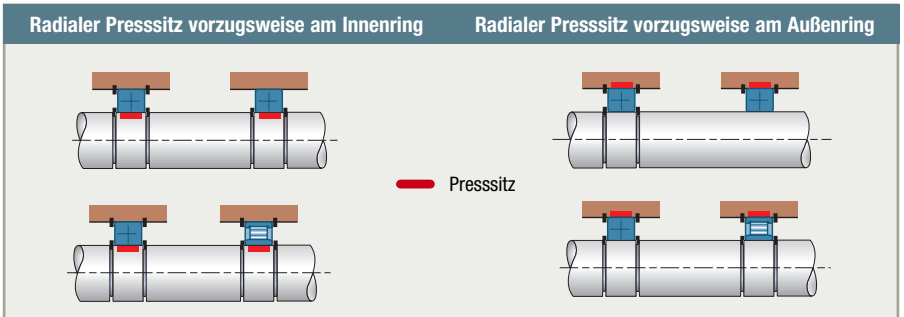 Radialer Presssitz vorzugsweise am Innenring
Radialer Presssitz vorzugsweise am Außenring
Presssitz